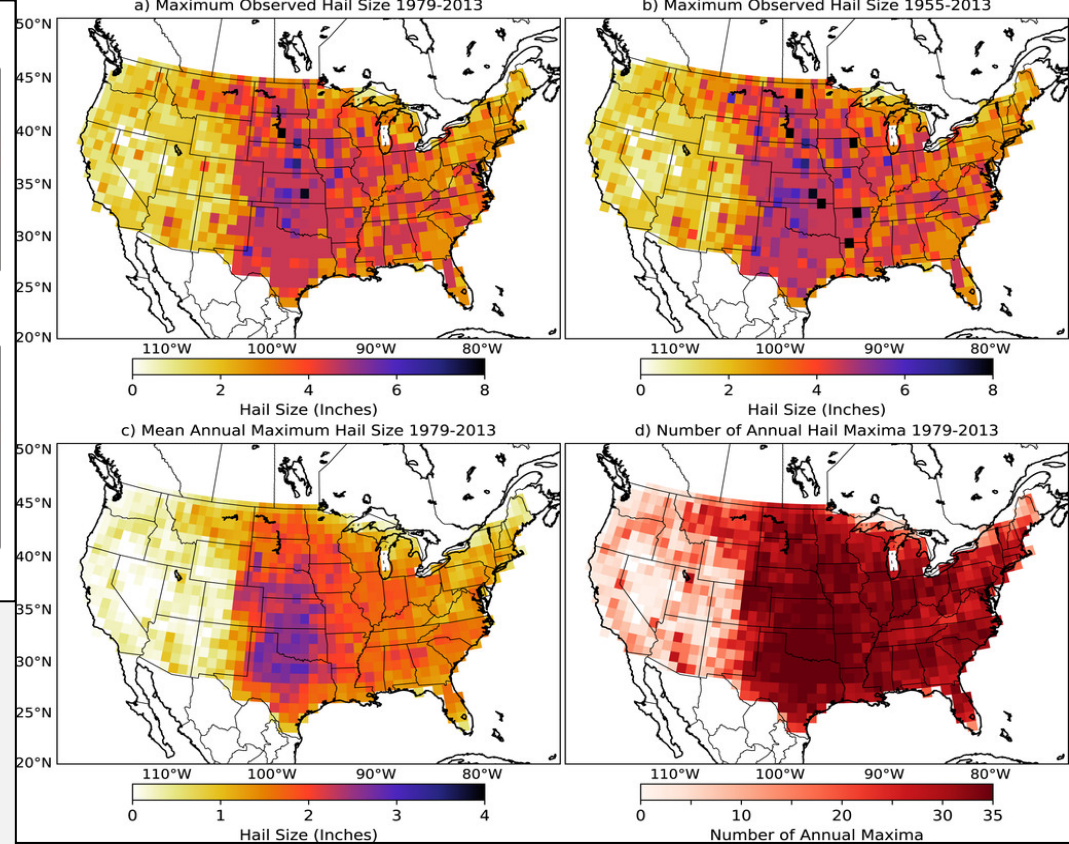 a) Maximum Observed Hail Size 1979-2013
b) Maximum Observed Hail Size 1955-2013
50°N
45°N
40°N
35°N
30°N
25°N
20°N
110°W 100°W 90°W 80°W
110°W 100°W 90°W 80°W
0 2 4 6 8
0 2 4 6 8
Hail Size (Inches)
Hail Size (Inches)
c) Mean Annual Maximum Hail Size 1979-2013
d) Number of Annual Hail Maxima 1979-2013
50°N
45°N
40°N
35°N
30°N
25°N
20°N
110°W 100°W 90°W 80°W
110°W 100°W 90°W 80°W
0 1 2 3 4
0 10 20 30 35
Hail Size (Inches)
Number of Annual Maxima